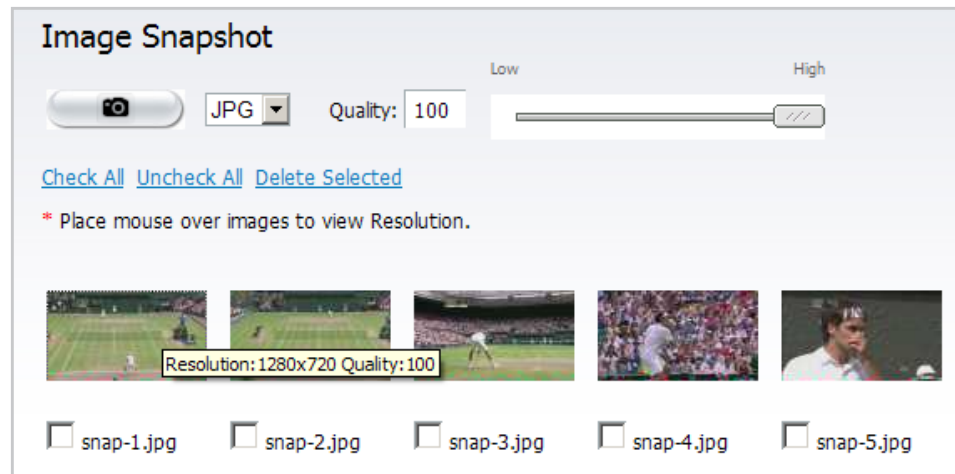 Image Snapshot
Low High
JPG Quality: 100
Check All Uncheck All Delete Selected
* Place mouse over images to view Resolution.
Resolution:1280x720 Quality:100
snap-1.jpg snap-2.jpg snap-3.jpg snap-4.jpg snap-5.jpg